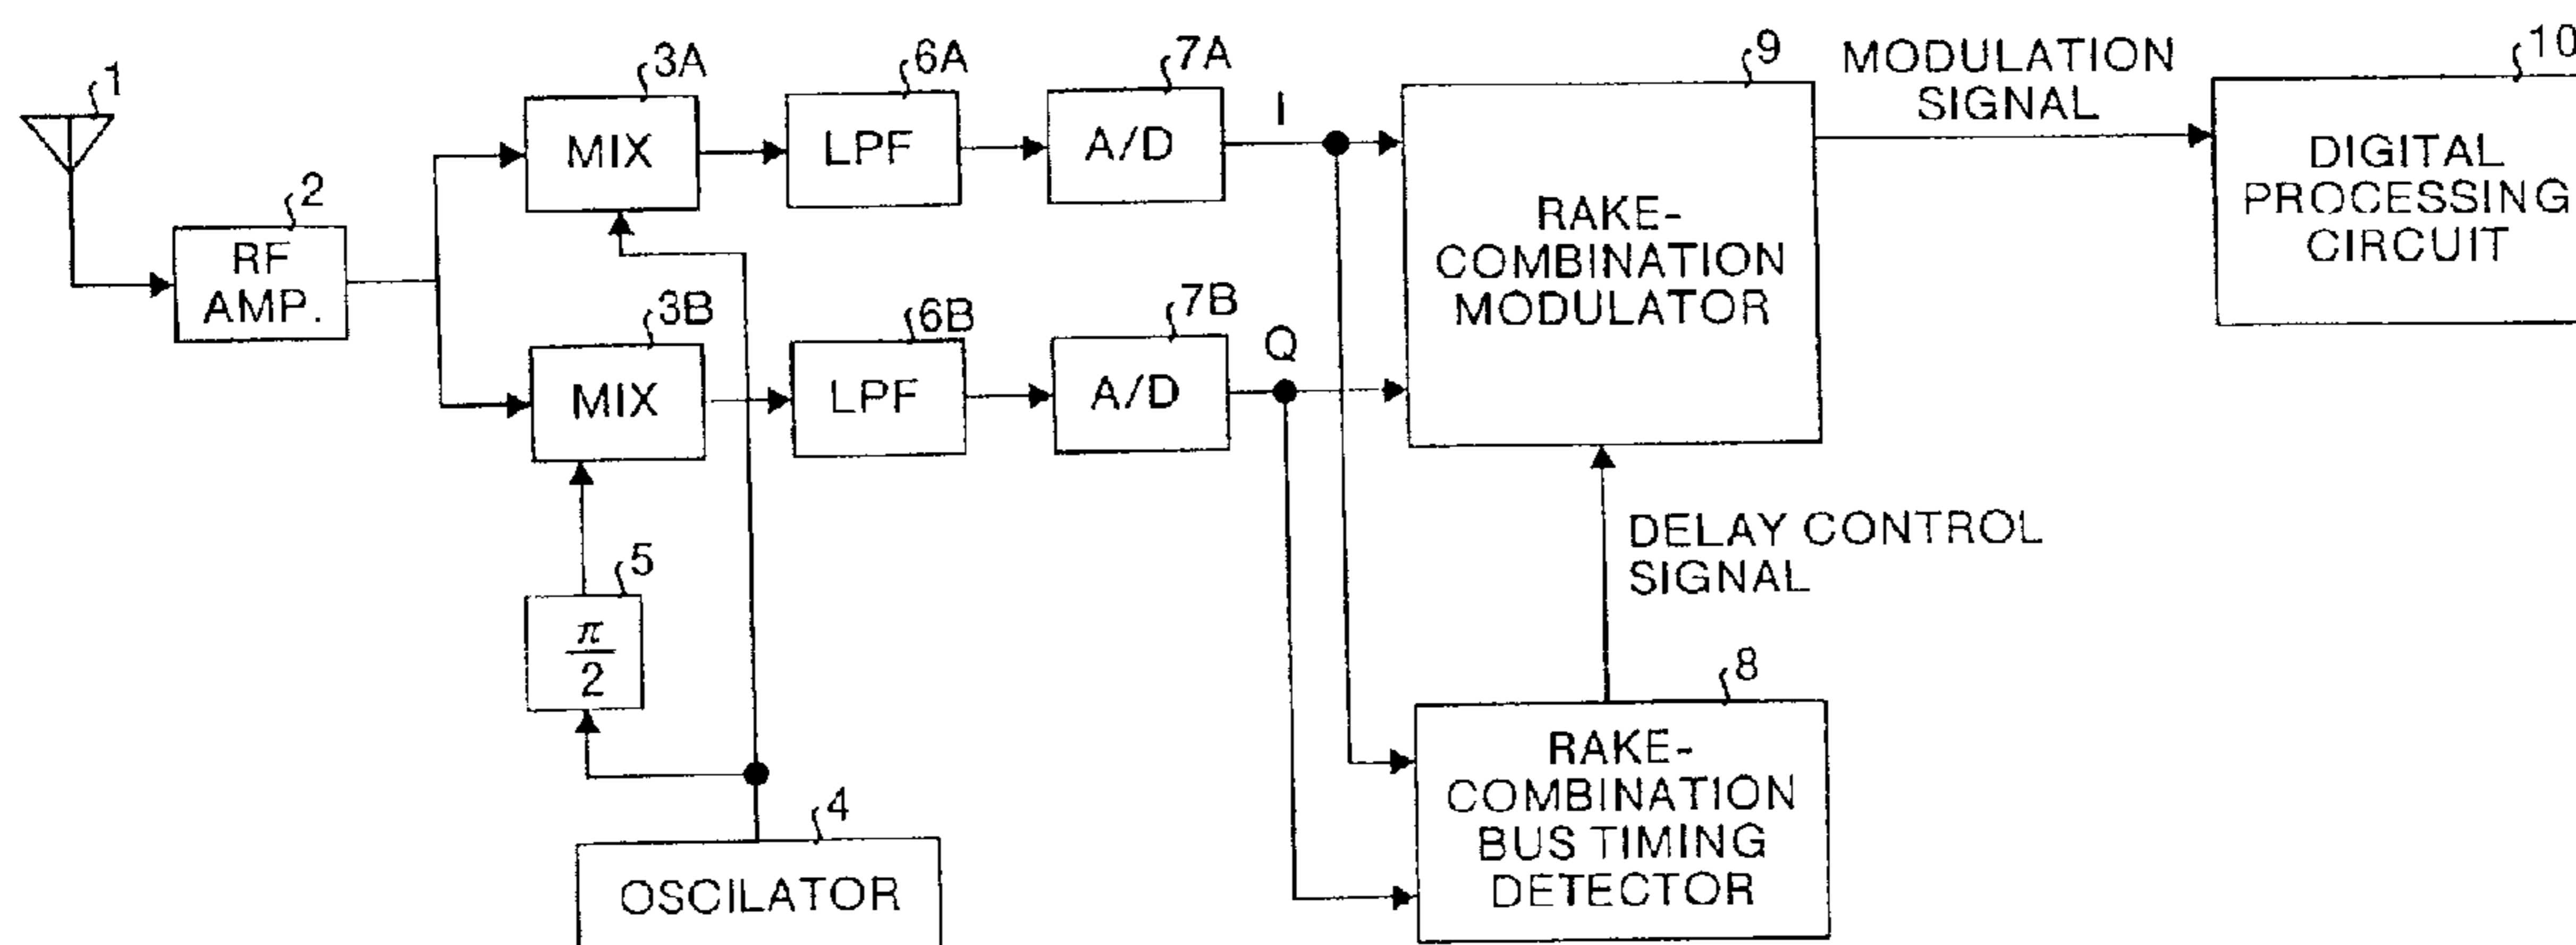 1
2
RF
AMP.
3A
MIX
3B
MIX
4
OSCILATOR
5
π
2
6A
LPF
6B
LPF
7A
A/D
7B
A/D
I
Q
9
RAKE-
COMBINATION
MODULATOR
MODULATION
SIGNAL
10
DIGITAL
PROCESSING
CIRCUIT
DELAY CONTROL
SIGNAL
8
RAKE-
COMBINATION
BUS TIMING
DETECTOR